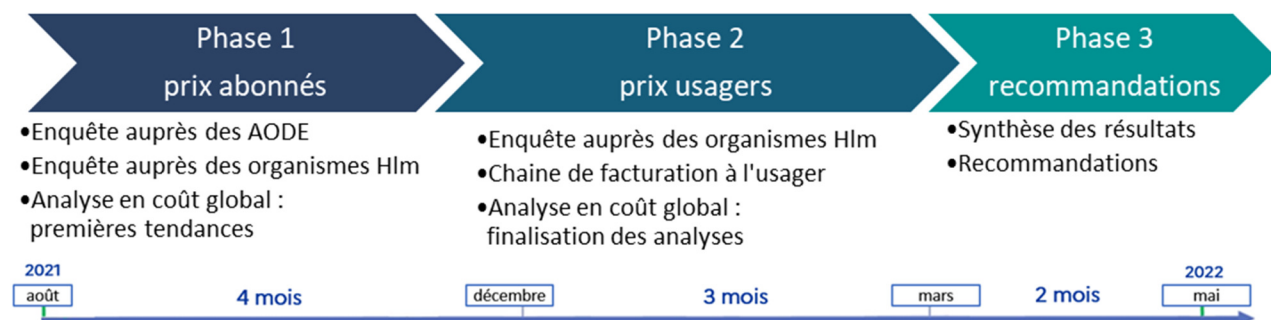 Phase 1
prix abonnés
Phase 2
prix usagers
Phase 3
recommandations
•Enquête auprès des AODE
•Enquête auprès des organismes Hlm
•Analyse en coût global :
premières tendances
•Enquête auprès des organismes Hlm
•Chaine de facturation à l'usager
•Analyse en coût global :
finalisation des analyses
•Synthèse des résultats
•Recommandations
2021
août
4 mois
décembre
3 mois
mars
2 mois
2022
mai